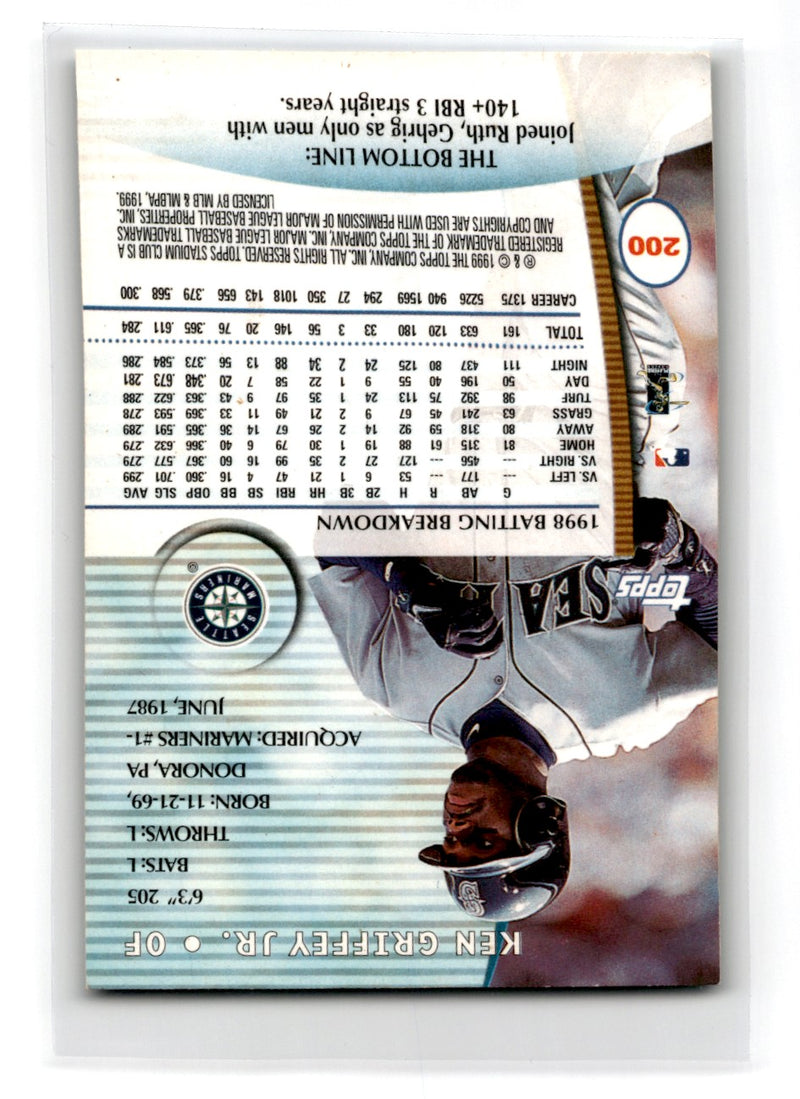 KEN GRIFFEY JR. • OF
6'3" 205
BATS: L
THROWS: L
BORN: 11-21-69,
DONORA, PA
ACQUIRED: MARINERS #1-
JUNE, 1987
SEATTLE
MARINERS
®
SEA
Topps
1998 BATTING BREAKDOWN
G AB R H 2B 3B HR RBI SB BB OBP SLG AVG
VS. LEFT 177 --- 53 6 1 21 47 4 16 .360 .701 .299
VS. RIGHT 456 --- 127 27 2 35 99 16 60 .367 .577 .279
HOME 81 315 61 88 19 1 30 79 6 40 .366 .632 .279
AWAY 80 318 59 92 14 2 26 67 14 36 .365 .591 .289
GRASS 63 241 45 67 9 2 21 49 11 33 .369 .593 .278
TURF 98 392 75 113 24 1 35 97 9 43 .363 .622 .288
DAY 50 196 40 55 9 1 22 58 7 20 .348 .673 .281
NIGHT 111 437 80 125 24 2 34 88 13 56 .373 .584 .286
TOTAL 161 633 120 180 33 3 56 146 20 76 .365 .611 .284
CAREER 1375 5226 940 1569 294 27 350 1018 143 656 .379 .568 .300
® & © 1999 THE TOPPS COMPANY, INC. ALL RIGHTS RESERVED. TOPPS STADIUM CLUB IS A
REGISTERED TRADEMARK OF THE TOPPS COMPANY, INC. MAJOR LEAGUE BASEBALL TRADEMARKS
AND COPYRIGHTS ARE USED WITH PERMISSION OF MAJOR LEAGUE BASEBALL PROPERTIES, INC.
LICENSED BY MLB & MLBPA, 1999.
200
THE BOTTOM LINE:
Joined Ruth, Gehrig as only men with
140+ RBI 3 straight years.